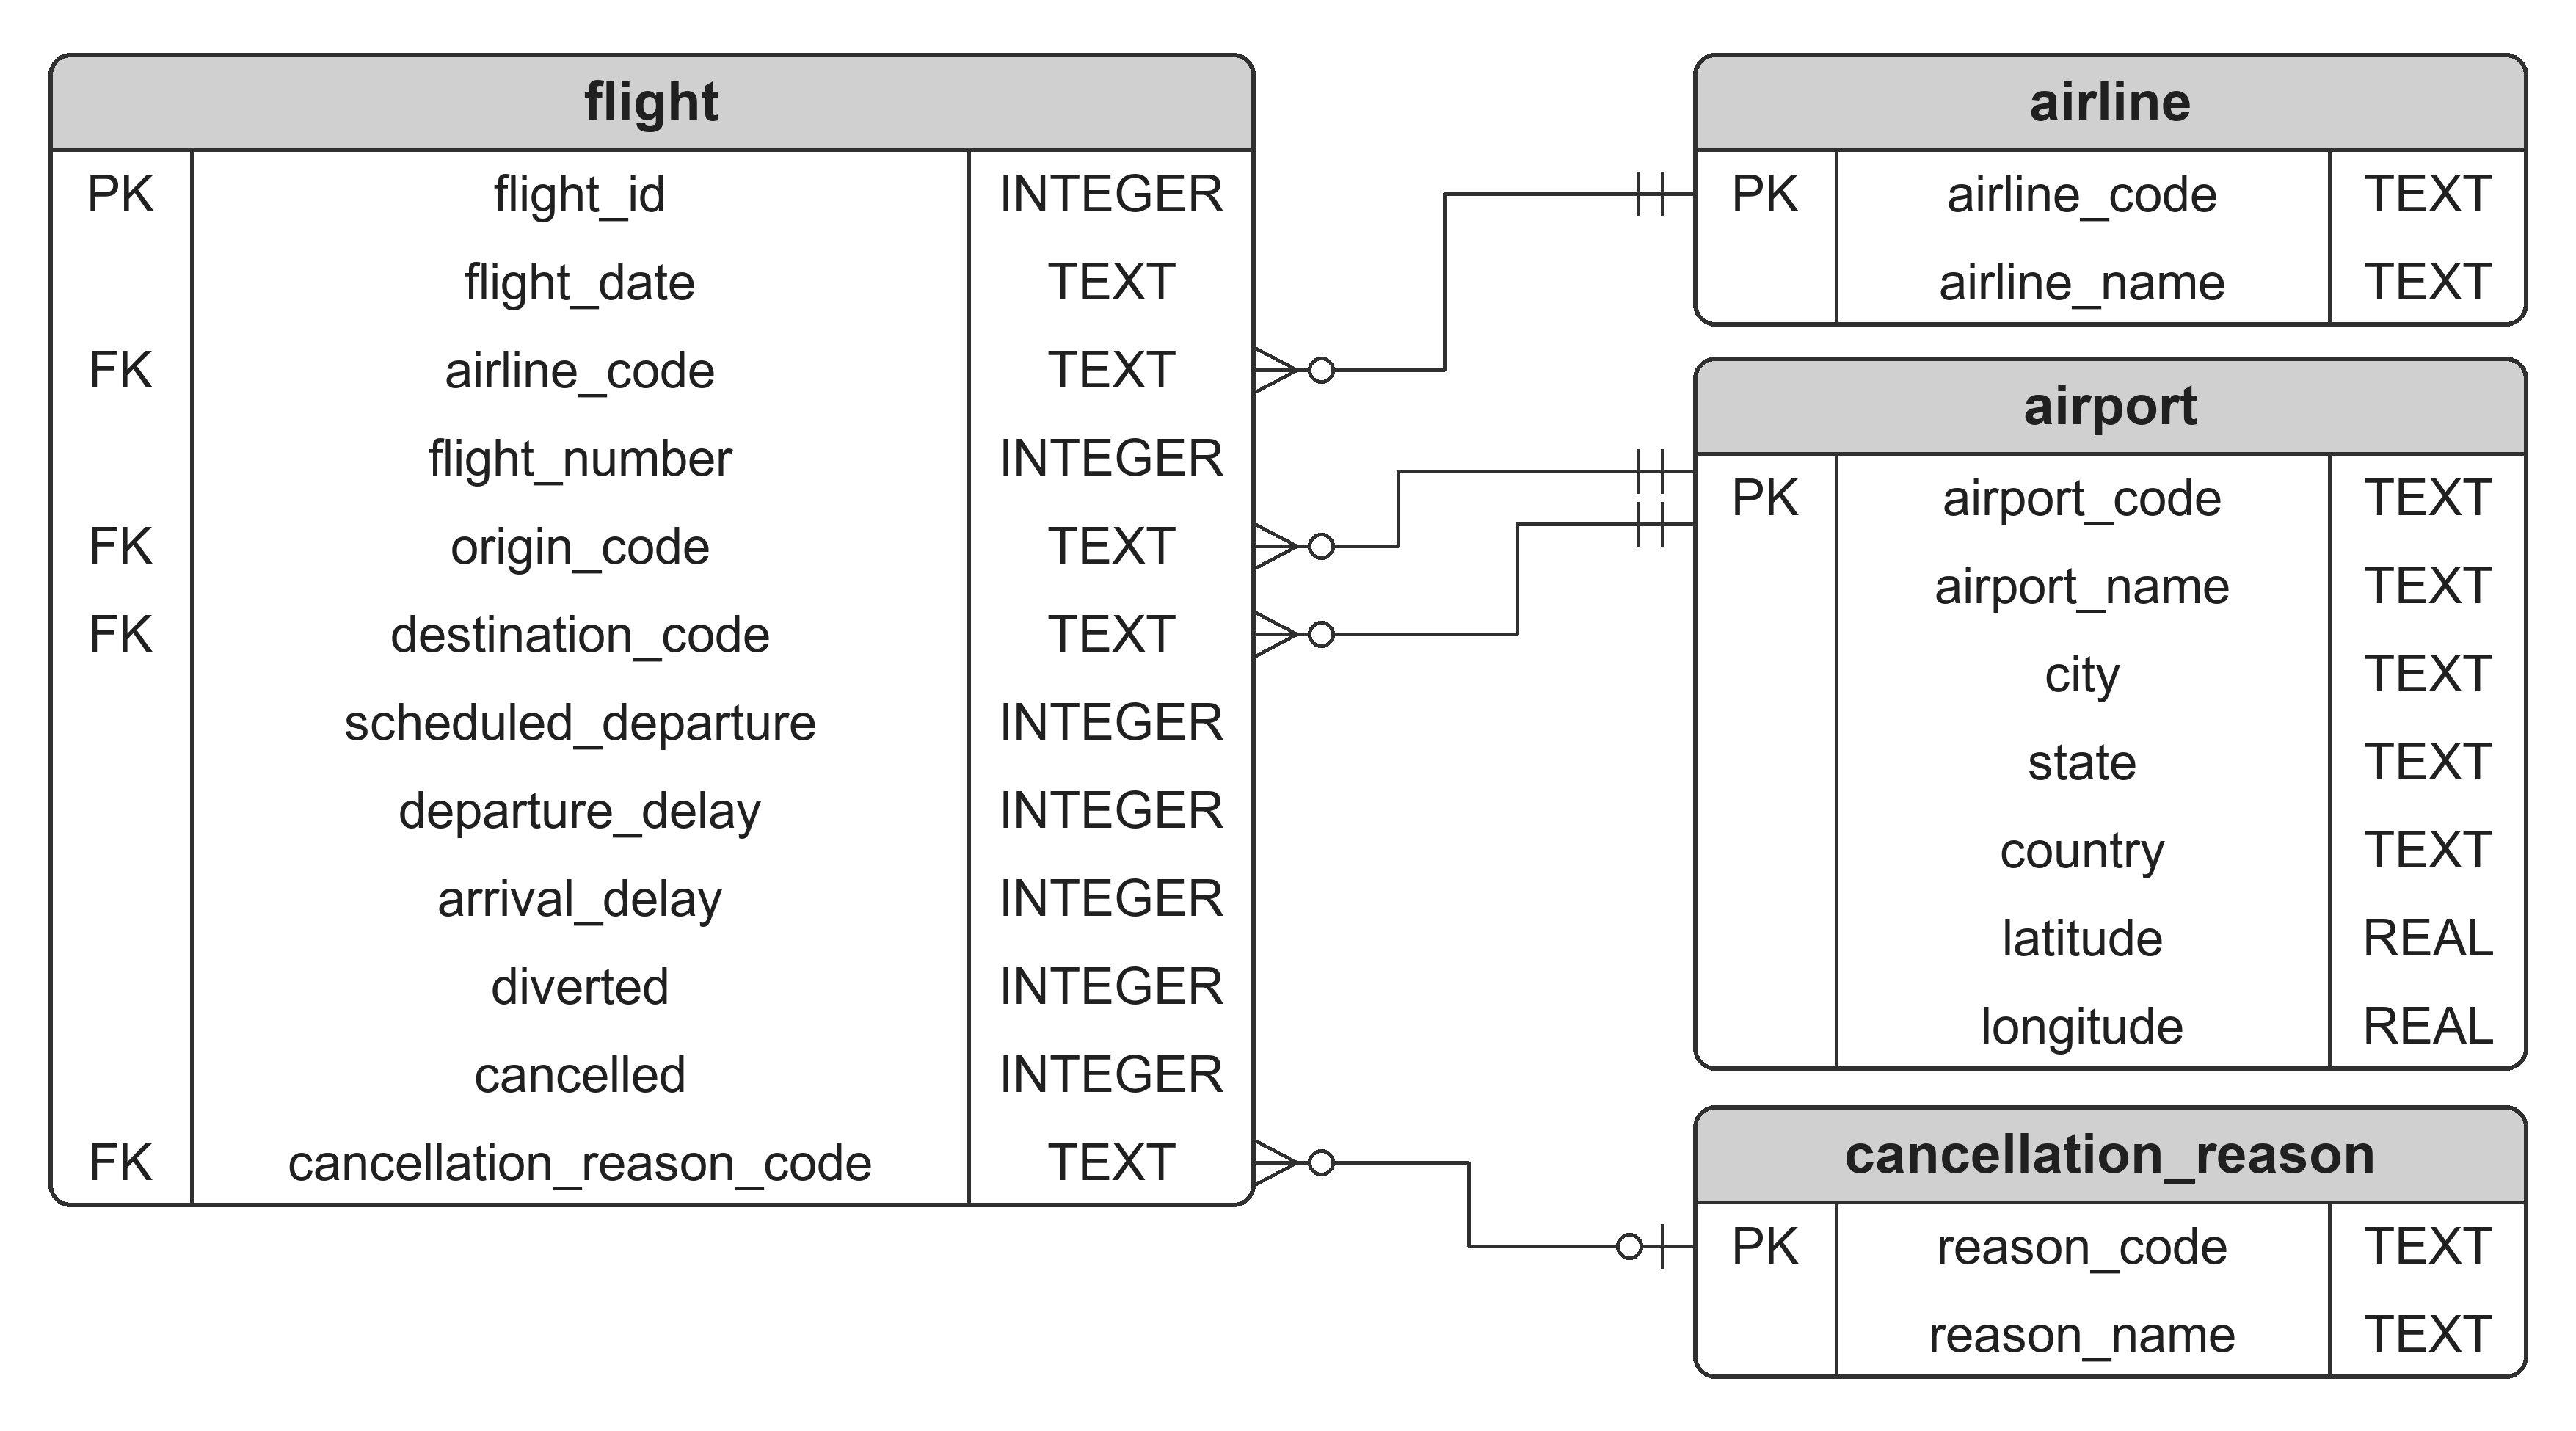 flight
PK flight_id INTEGER
flight_date TEXT
FK airline_code TEXT
flight_number INTEGER
FK origin_code TEXT
FK destination_code TEXT
scheduled_departure INTEGER
departure_delay INTEGER
arrival_delay INTEGER
diverted INTEGER
cancelled INTEGER
FK cancellation_reason_code TEXT
airline
PK airline_code TEXT
airline_name TEXT
airport
PK airport_code TEXT
airport_name TEXT
city TEXT
state TEXT
country TEXT
latitude REAL
longitude REAL
cancellation_reason
PK reason_code TEXT
reason_name TEXT